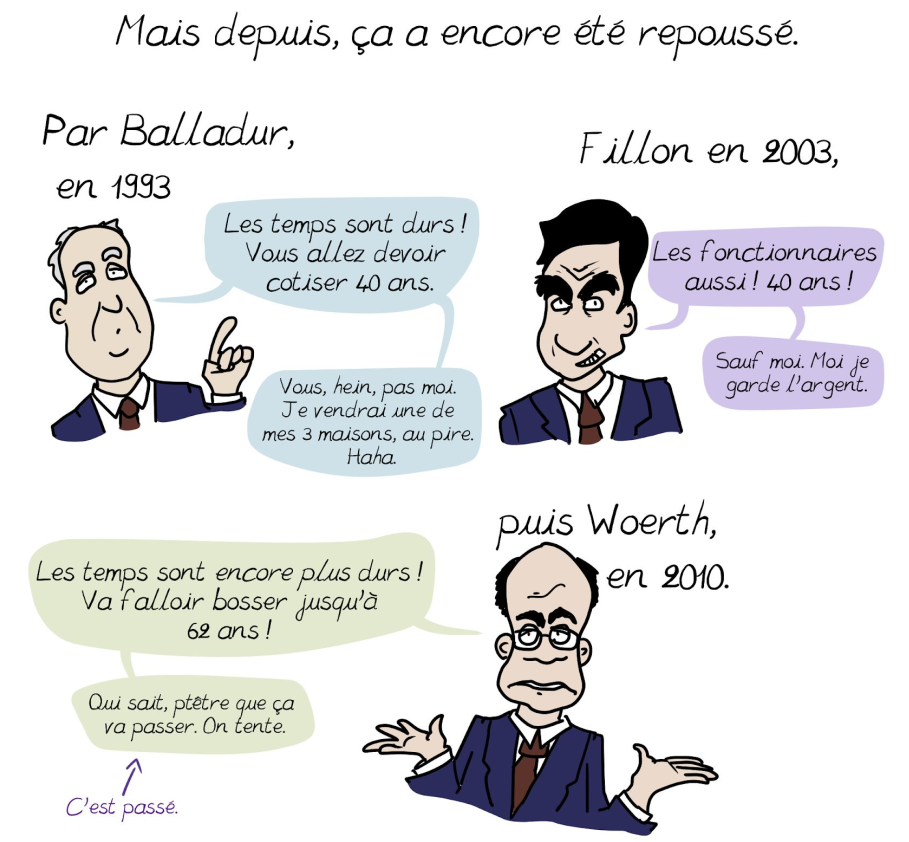 Mais depuis, ça a encore été repoussé.
Par Balladur,
en 1993
Les temps sont durs !
Vous allez devoir
cotiser 40 ans.
Vous, hein, pas moi.
Je vendrai une de
mes 3 maisons, au pire.
Haha.
Fillon en 2003,
Les fonctionnaires
aussi ! 40 ans !
Sauf moi. Moi je
garde l'argent.
puis Woerth,
en 2010.
Les temps sont encore plus durs !
Va falloir bosser jusqu'à
62 ans !
Qui sait, ptêtre que ça
va passer. On tente.
C'est passé.